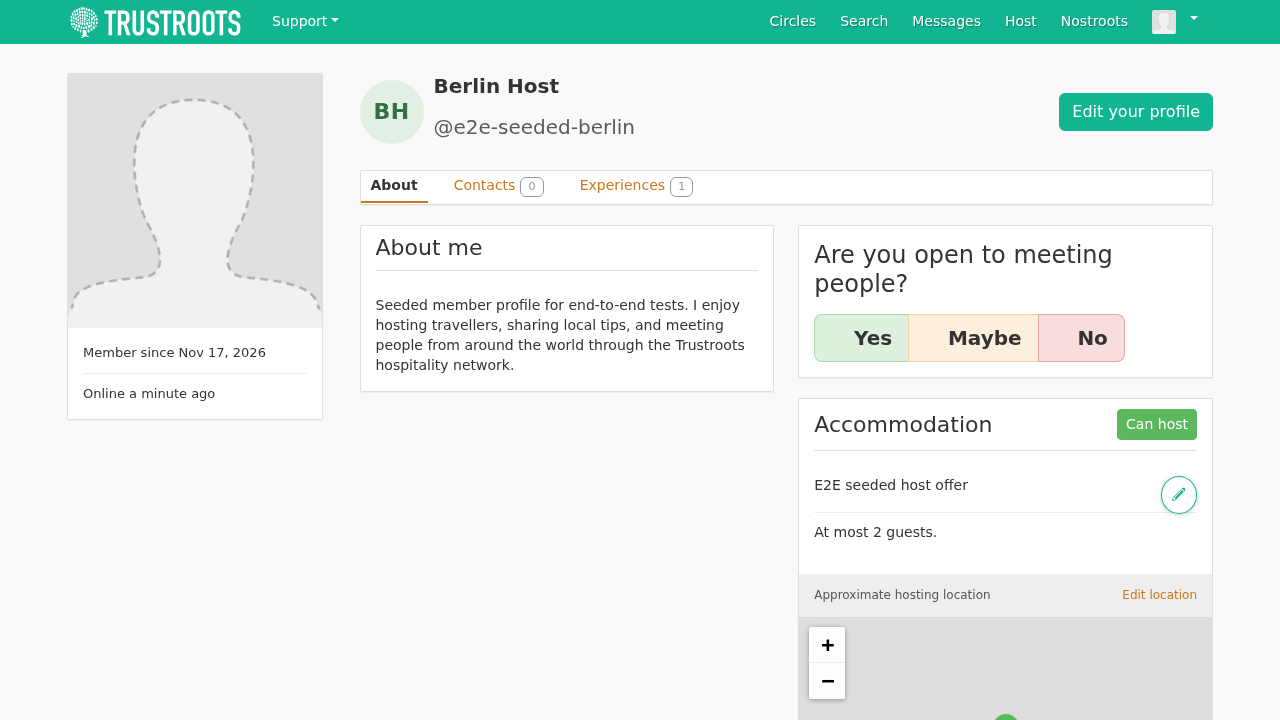 TRUSTROOTS
Support
Circles
Search
Messages
Host
Nostroots
BH
Berlin Host
@e2e-seeded-berlin
Edit your profile
About
Contacts 0
Experiences 1
Member since Nov 17, 2026
Online a minute ago
About me
Seeded member profile for end-to-end tests. I enjoy
hosting travellers, sharing local tips, and meeting
people from around the world through the Trustroots
hospitality network.
Are you open to meeting
people?
Yes
Maybe
No
Accommodation
Can host
E2E seeded host offer
At most 2 guests.
Approximate hosting location
Edit location
+
−